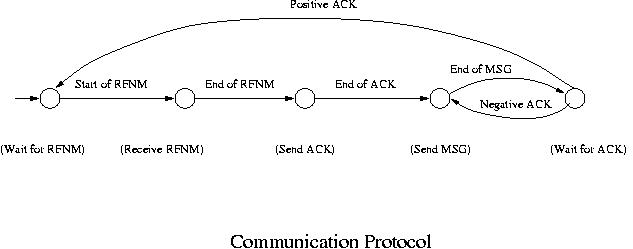 Positive ACK
Start of RFNM
End of RFNM
End of ACK
End of MSG
Negative ACK
(Wait for RFNM)
(Receive RFNM)
(Send ACK)
(Send MSG)
(Wait for ACK)
Communication Protocol